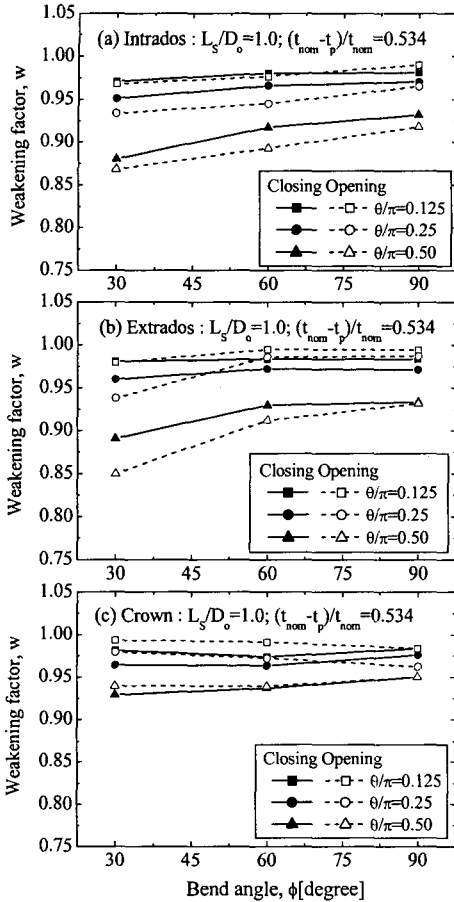 1.05
(a) Intrados : L_S/D_o=1.0; (t_nom-t_p)/t_nom=0.534
1.00
0.95
0.90
0.85
0.80
0.75
Weakening factor, w
Closing Opening
θ/π=0.125
θ/π=0.25
θ/π=0.50
30 45 60 75 90
1.05
(b) Extrados : L_S/D_o=1.0; (t_nom-t_p)/t_nom=0.534
1.00
0.95
0.90
0.85
0.80
0.75
Weakening factor, w
Closing Opening
θ/π=0.125
θ/π=0.25
θ/π=0.50
30 45 60 75 90
1.05
(c) Crown : L_S/D_o=1.0; (t_nom-t_p)/t_nom=0.534
1.00
0.95
0.90
0.85
0.80
0.75
Weakening factor, w
Closing Opening
θ/π=0.125
θ/π=0.25
θ/π=0.50
30 45 60 75 90
Bend angle, ϕ[degree]